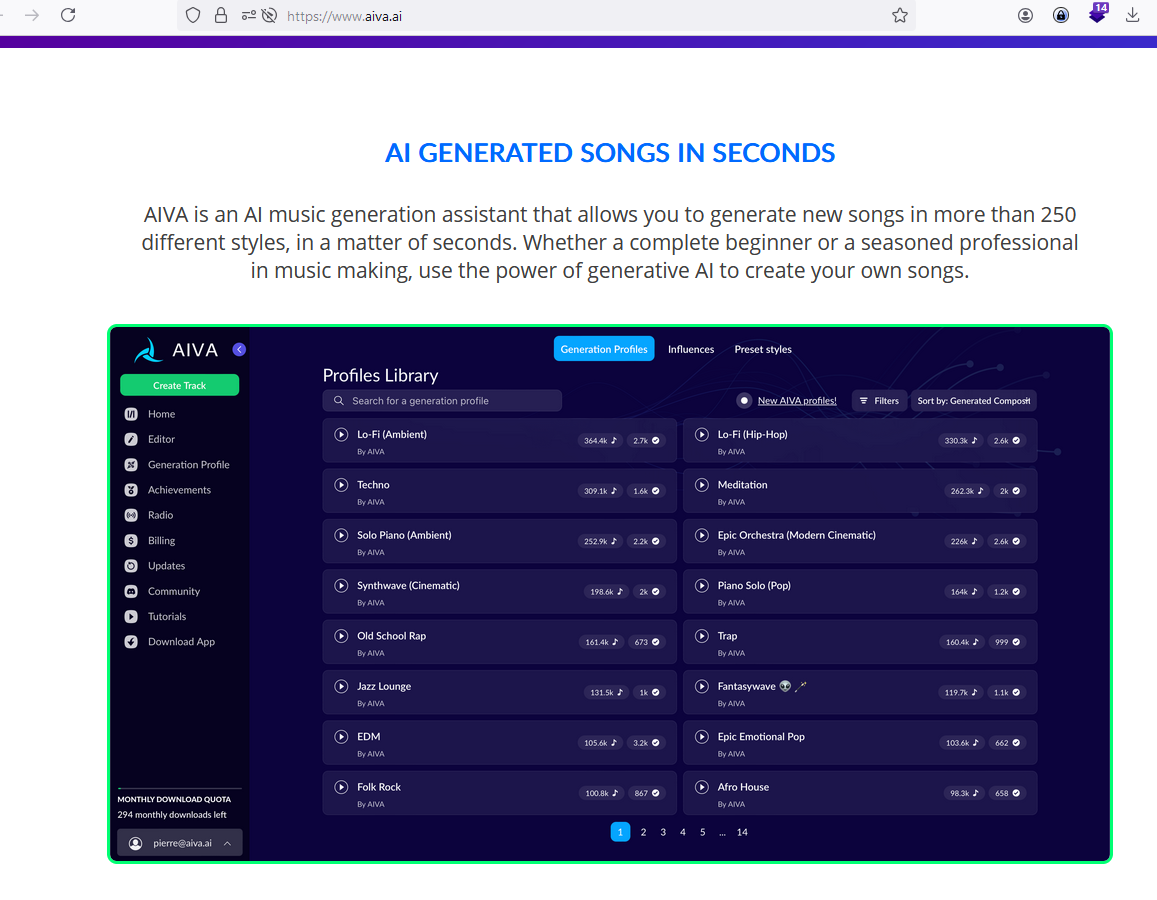 14
https://www.aiva.ai
AI GENERATED SONGS IN SECONDS
AIVA is an AI music generation assistant that allows you to generate new songs in more than 250
different styles, in a matter of seconds. Whether a complete beginner or a seasoned professional
in music making, use the power of generative AI to create your own songs.
AIVA
Create Track
Home
Editor
Generation Profile
Achievements
Radio
Billing
Updates
Community
Tutorials
Download App
MONTHLY DOWNLOAD QUOTA
294 monthly downloads left
pierre@aiva.ai
Generation Profiles Influences Preset styles
Profiles Library
Search for a generation profile New AIVA profiles! Filters Sort by: Generated Composit
Lo-Fi (Ambient) 364.4k 2.7k
By AIVA
Lo-Fi (Hip-Hop) 330.3k 2.6k
By AIVA
Techno 309.1k 1.6k
By AIVA
Meditation 262.3k 2k
By AIVA
Solo Piano (Ambient) 252.9k 2.2k
By AIVA
Epic Orchestra (Modern Cinematic) 226k 2.6k
By AIVA
Synthwave (Cinematic) 198.6k 2k
By AIVA
Piano Solo (Pop) 164k 1.2k
By AIVA
Old School Rap 161.4k 673
By AIVA
Trap 160.4k 999
By AIVA
Jazz Lounge 131.5k 1k
By AIVA
Fantasywave 👽 🪄 119.7k 1.1k
By AIVA
EDM 105.6k 3.2k
By AIVA
Epic Emotional Pop 103.6k 662
By AIVA
Folk Rock 100.8k 867
By AIVA
Afro House 98.3k 658
By AIVA
1 2 3 4 5 ... 14